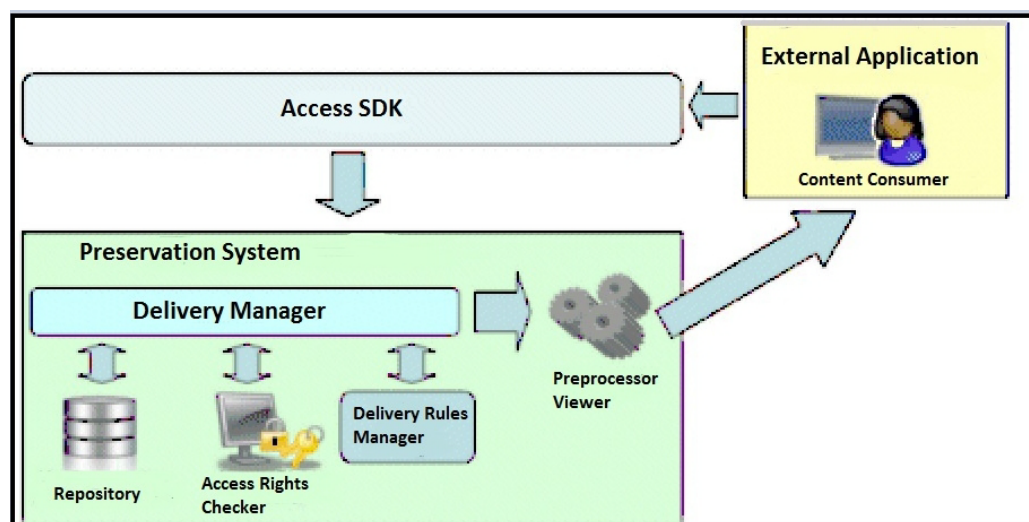 External Application
Access SDK
Content Consumer
Preservation System
Delivery Manager
Preprocessor
Viewer
Delivery Rules
Manager
Repository
Access Rights
Checker